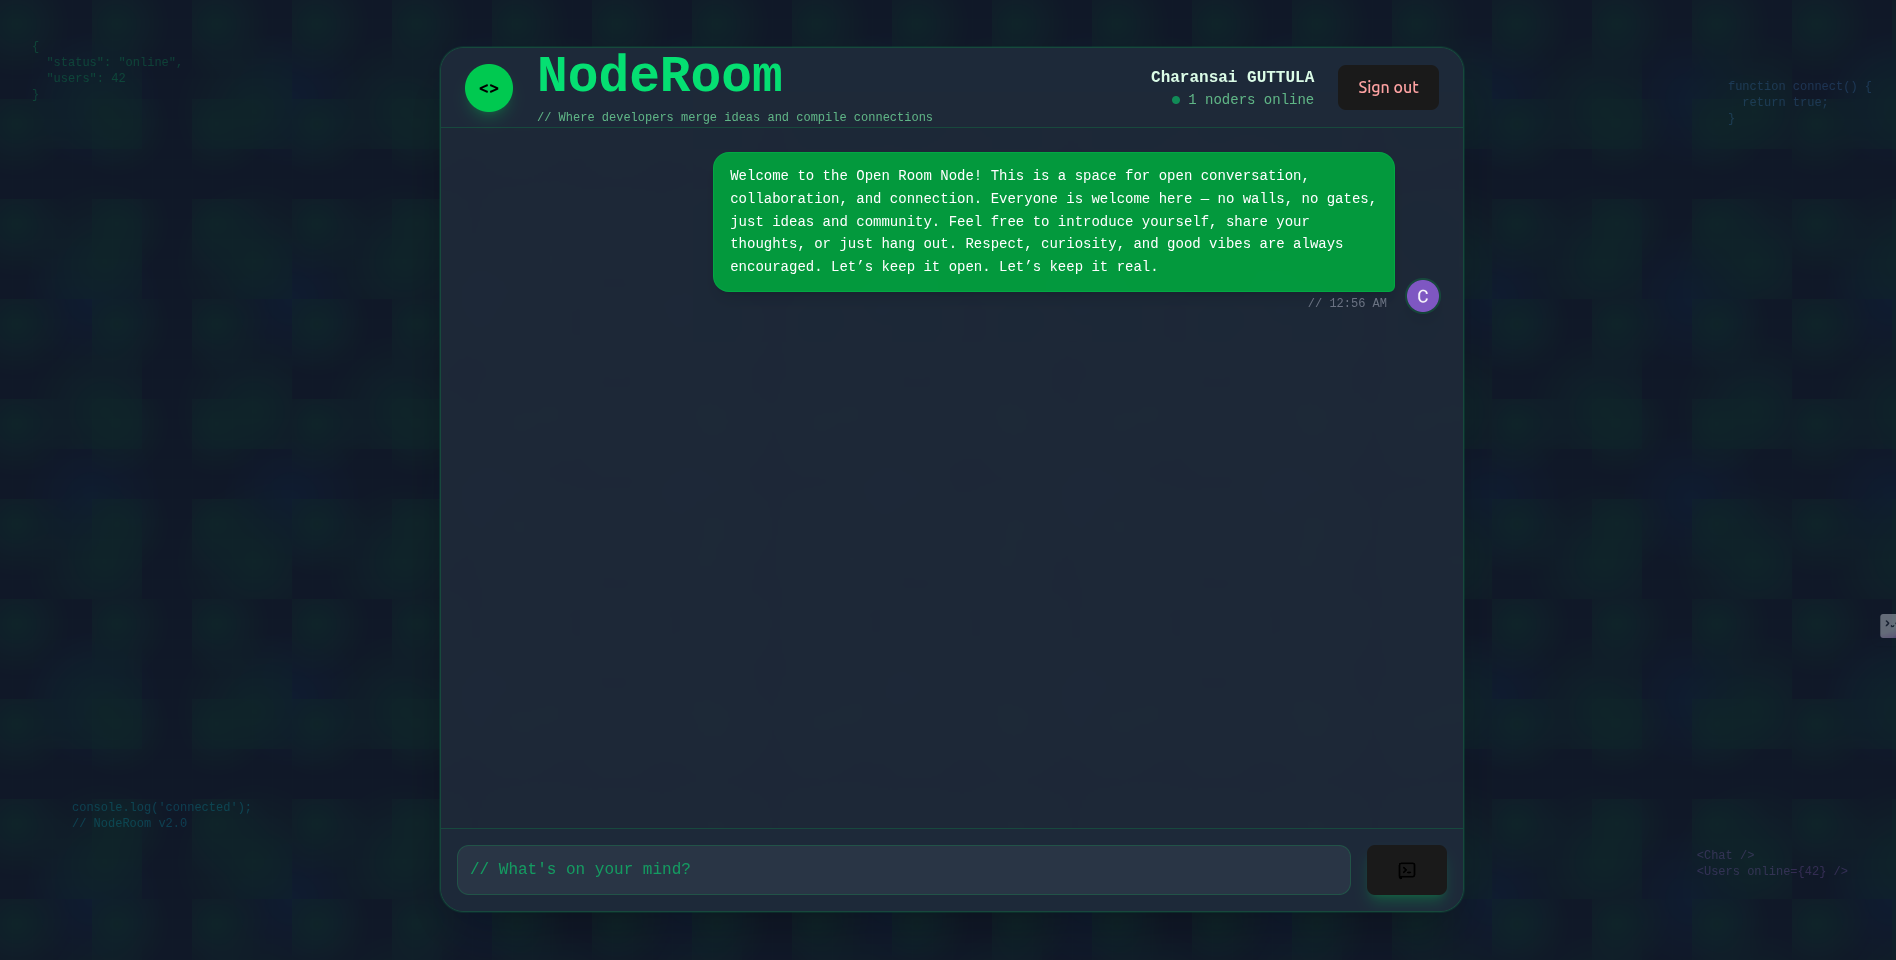 {
"status": "online",
"users": 42
}
<>
NodeRoom
// Where developers merge ideas and compile connections
Charansai GUTTULA
1 noders online
Sign out
function connect() {
return true;
}
Welcome to the Open Room Node! This is a space for open conversation,
collaboration, and connection. Everyone is welcome here — no walls, no gates,
just ideas and community. Feel free to introduce yourself, share your
thoughts, or just hang out. Respect, curiosity, and good vibes are always
encouraged. Let’s keep it open. Let’s keep it real.
// 12:56 AM
C
console.log('connected');
// NodeRoom v2.0
// What's on your mind?
<Chat />
<Users online={42} />